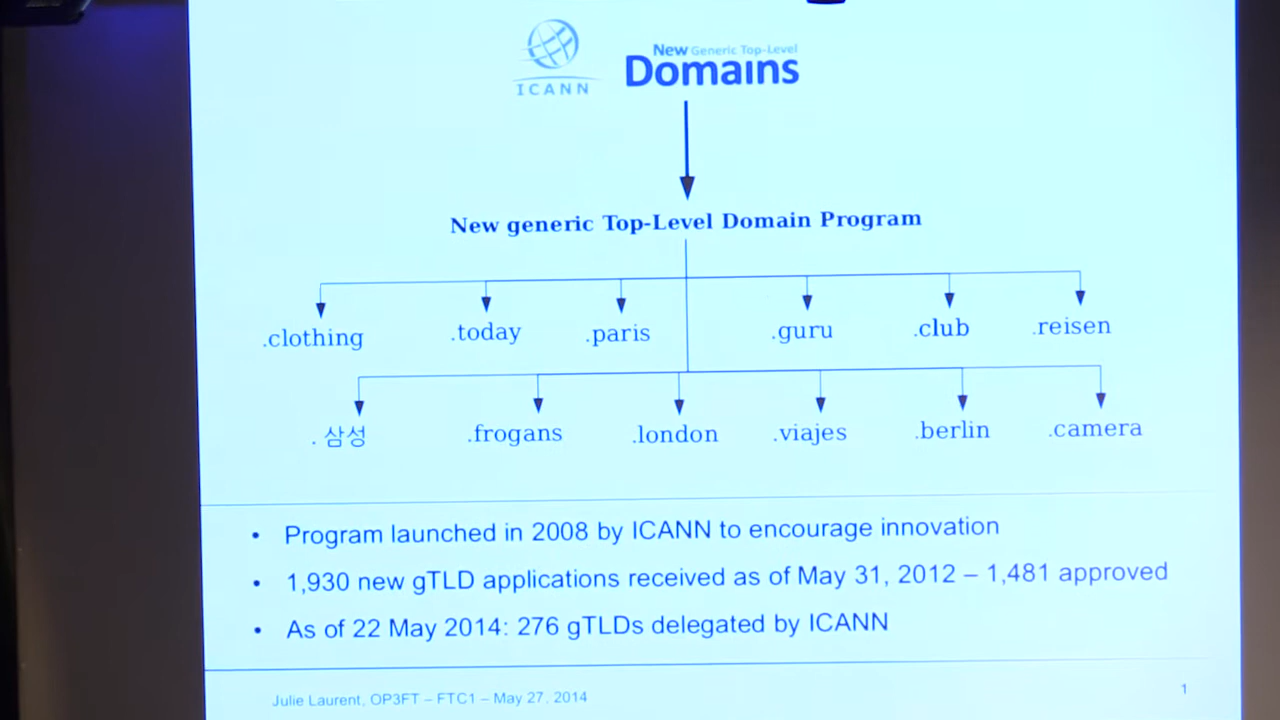 ICANN
New Generic Top-Level
Domains
New generic Top-Level Domain Program
.clothing .today .paris .guru .club .reisen
. 삼성 .frogans .london .viajes .berlin .camera
• Program launched in 2008 by ICANN to encourage innovation
• 1,930 new gTLD applications received as of May 31, 2012 – 1,481 approved
• As of 22 May 2014: 276 gTLDs delegated by ICANN
Julie Laurent, OP3FT – FTC1 – May 27, 2014 1